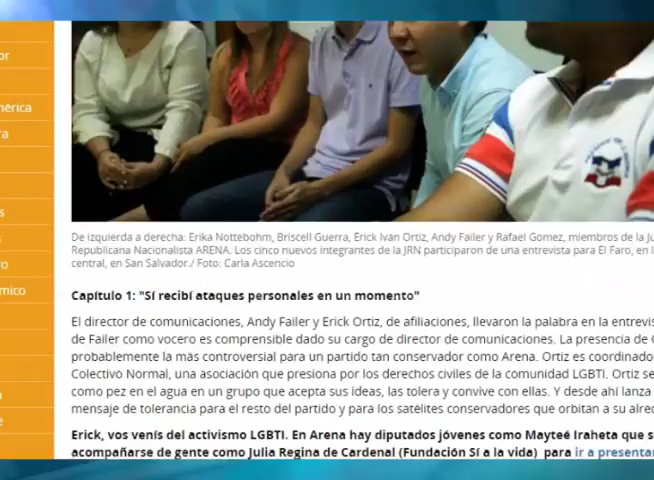 or
mérica
ra
s
ro
mico
a
e
De izquierda a derecha: Erika Nottebohm, Briscell Guerra, Érick Ivan Ortiz, Andy Failer y Rafael Gomez, miembros de la Ju
Republicana Nacionalista ARENA. Los cinco nuevos integrantes de la JRN participaron de una entrevista para El Faro, en l
central, en San Salvador./ Foto: Carla Ascencio
Capítulo 1: "Sí recibí ataques personales en un momento"
El director de comunicaciones, Andy Failer y Erick Ortiz, de afiliaciones, llevaron la palabra en la entrevis
de Failer como vocero es comprensible dado su cargo de director de comunicaciones. La presencia de O
probablemente la más controversial para un partido tan conservador como Arena. Ortiz es coordinado
Colectivo Normal, una asociación que presiona por los derechos civiles de la comunidad LGBTI. Ortiz se
como pez en el agua en un grupo que acepta sus ideas, las tolera y convive con ellas. Y desde ahí lanza
mensaje de tolerancia para el resto del partido y para los satélites conservadores que orbitan a su alred
Erick, vos venís del activismo LGBTI. En Arena hay diputados jóvenes como Mayteé Iraheta que s
acompañarse de gente como Julia Regina de Cardenal (Fundación Sí a la vida) para ir a presenta